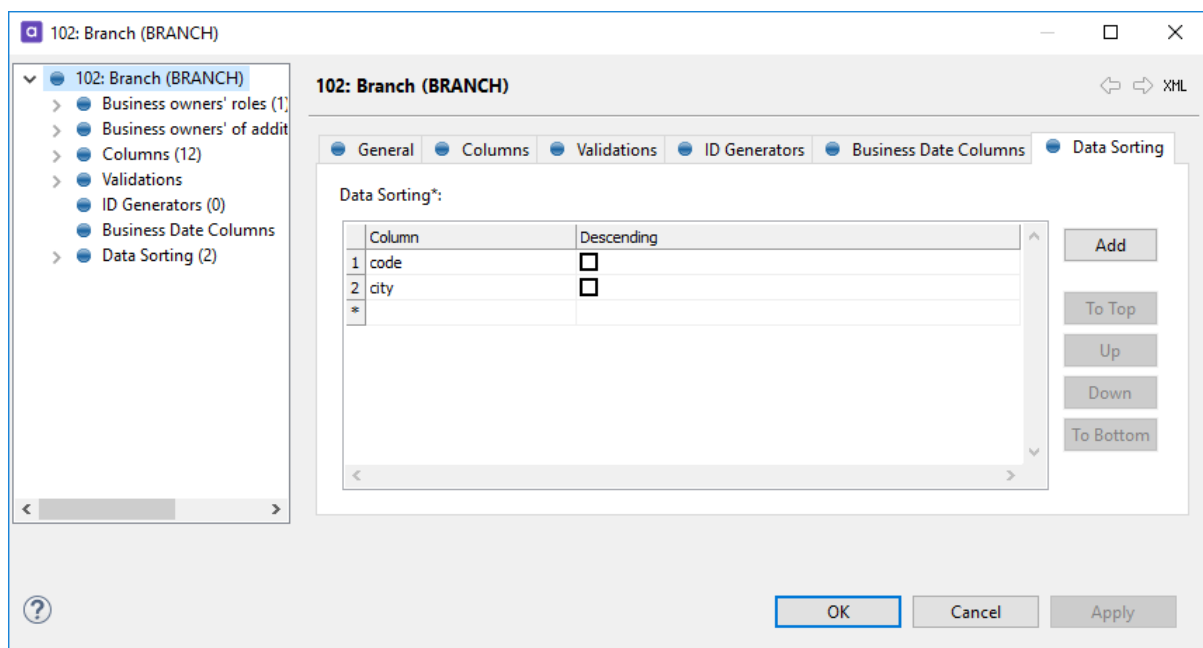 102: Branch (BRANCH)
102: Branch (BRANCH)
Business owners' roles (1)
Business owners' of addit
Columns (12)
Validations
ID Generators (0)
Business Date Columns
Data Sorting (2)
102: Branch (BRANCH)
XML
General Columns Validations ID Generators Business Date Columns Data Sorting
Data Sorting*:
Column Descending
1 code
2 city
*
Add
To Top
Up
Down
To Bottom
?
OK Cancel Apply